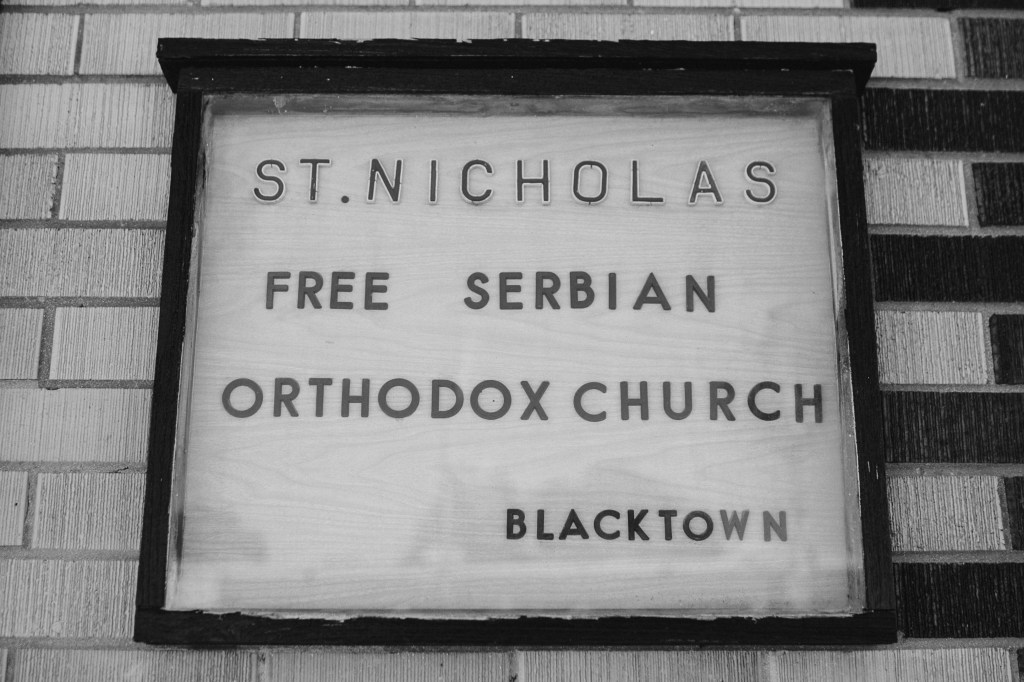 ST. NICHOLAS
FREE SERBIAN
ORTHODOX CHURCH
BLACKTOWN